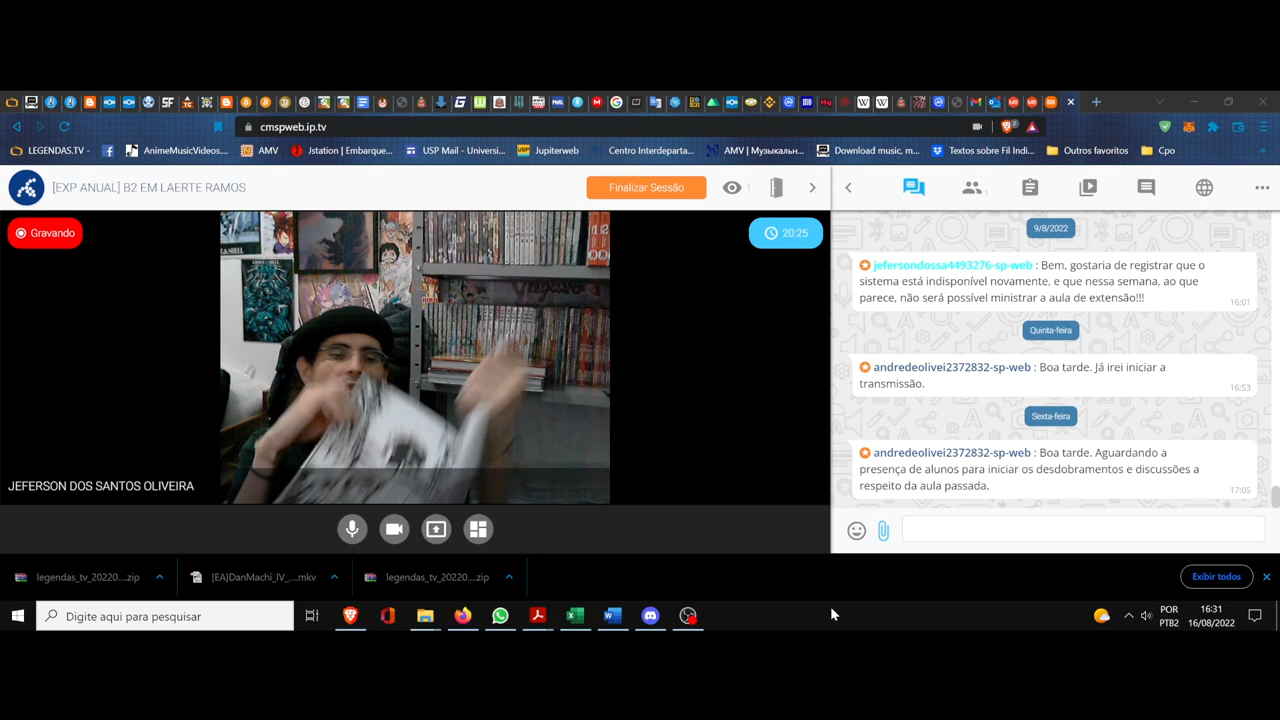 cmspweb.ip.tv
2
LEGENDAS.TV
AnimeMusicVideos...
AMV
Jstation | Embarque...
USP Mail - Universi...
Jupiterweb
Centro Interdeparta...
AMV | Музыкальн...
Download music, m...
Textos sobre Fil Indi...
Outros favoritos
Cpo
[EXP ANUAL] B2 EM LAERTE RAMOS
Finalizar Sessão
1
1
Gravando
20:25
JEFERSON DOS SANTOS OLIVEIRA
9/8/2022
jefersondossa4493276-sp-web : Bem, gostaria de registrar que o
sistema está indisponível novamente, e que nessa semana, ao que
parece, não será possível ministrar a aula de extensão!!!
16:01
Quinta-feira
andredeolivei2372832-sp-web : Boa tarde. Já irei iniciar a
transmissão.
16:53
Sexta-feira
andredeolivei2372832-sp-web : Boa tarde. Aguardando a
presença de alunos para iniciar os desdobramentos e discussões a
respeito da aula passada.
17:05
legendas_tv_20220....zip
[EA]DanMachi_IV_....mkv
legendas_tv_20220....zip
Exibir todos
Digite aqui para pesquisar
POR
PTB2
16:31
16/08/2022